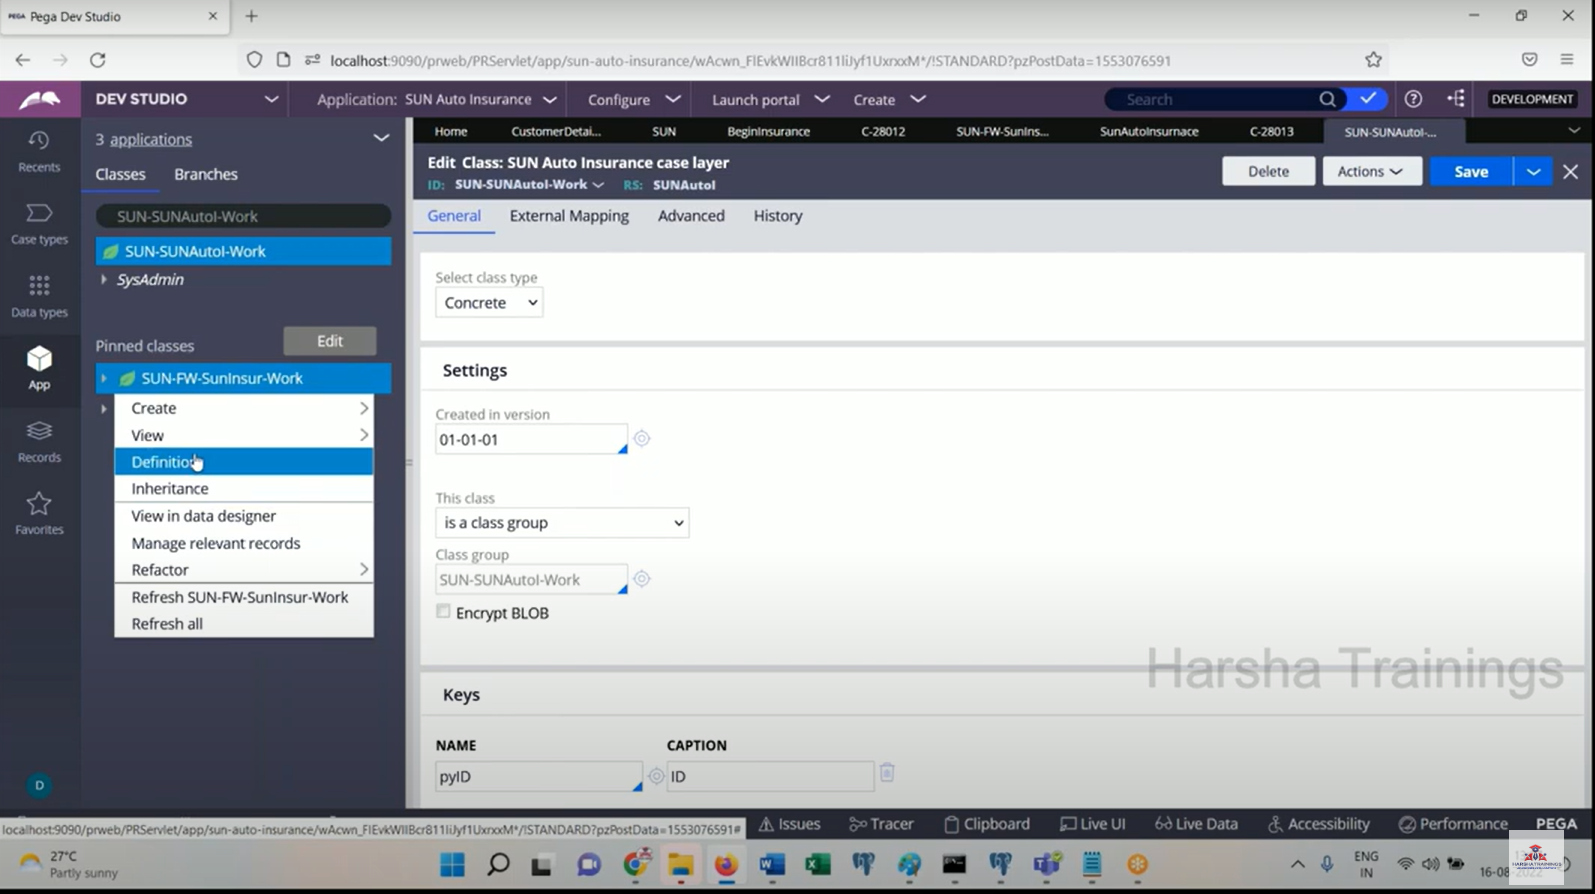 PEGA Pega Dev Studio
localhost:9090/prweb/PRServlet/app/sun-auto-insurance/wAcwn_FIEvkWIIBcr811liJyf1UxrxxM*/!STANDARD?pzPostData=1553076591
DEV STUDIO
Application: SUN Auto Insurance
Configure
Launch portal
Create
Search
DEVELOPMENT
Recents
Case types
Data types
App
Records
Favorites
D
3 applications
Classes
Branches
SUN-SUNAutoI-Work
SUN-SUNAutoI-Work
SysAdmin
Pinned classes
Edit
SUN-FW-SunInsur-Work
Create
View
Definition
Inheritance
View in data designer
Manage relevant records
Refactor
Refresh SUN-FW-SunInsur-Work
Refresh all
Home
CustomerDetai...
SUN
BeginInsurance
C-28012
SUN-FW-SunIns...
SunAutoInsurnace
C-28013
SUN-SUNAutoI-...
Edit Class: SUN Auto Insurance case layer
ID: SUN-SUNAutoI-Work RS: SUNAutoI
Delete
Actions
Save
General
External Mapping
Advanced
History
Select class type
Concrete
Settings
Created in version
01-01-01
This class
is a class group
Class group
SUN-SUNAutoI-Work
Encrypt BLOB
Harsha Trainings
Keys
NAME
CAPTION
pyID
ID
localhost:9090/prweb/PRServlet/app/sun-auto-insurance/wAcwn_FIEvkWIIBcr811liJyf1UxrxxM*/!STANDARD?pzPostData=1553076591#
Issues
Tracer
Clipboard
Live UI
Live Data
Accessibility
Performance
PEGA
27°C
Partly sunny
ENG
IN
16-08-2022
HARSHA TRAININGS